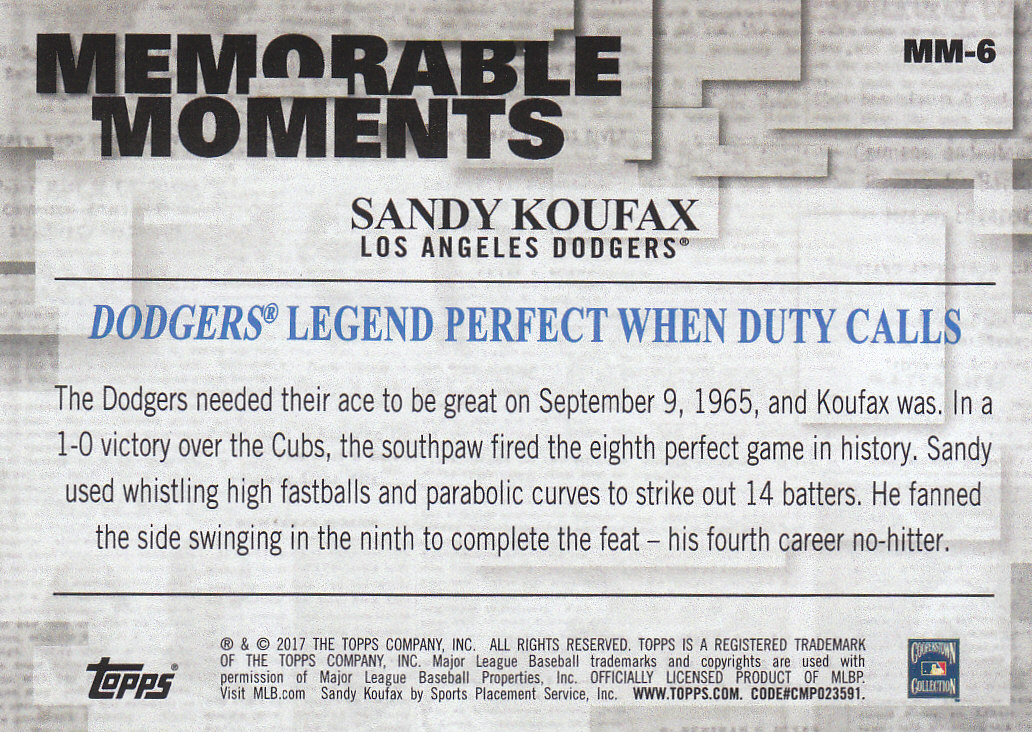 MEMORABLE
MOMENTS
MM-6
SANDY KOUFAX
LOS ANGELES DODGERS®
DODGERS® LEGEND PERFECT WHEN DUTY CALLS
The Dodgers needed their ace to be great on September 9, 1965, and Koufax was. In a
1-0 victory over the Cubs, the southpaw fired the eighth perfect game in history. Sandy
used whistling high fastballs and parabolic curves to strike out 14 batters. He fanned
the side swinging in the ninth to complete the feat – his fourth career no-hitter.
Topps®
® & © 2017 THE TOPPS COMPANY, INC. ALL RIGHTS RESERVED. TOPPS IS A REGISTERED TRADEMARK
OF THE TOPPS COMPANY, INC. Major League Baseball trademarks and copyrights are used with
permission of Major League Baseball Properties, Inc. OFFICIALLY LICENSED PRODUCT OF MLBP.
Visit MLB.com Sandy Koufax by Sports Placement Service, Inc. WWW.TOPPS.COM. CODE#CMP023591.
COOPERSTOWN
COLLECTION™